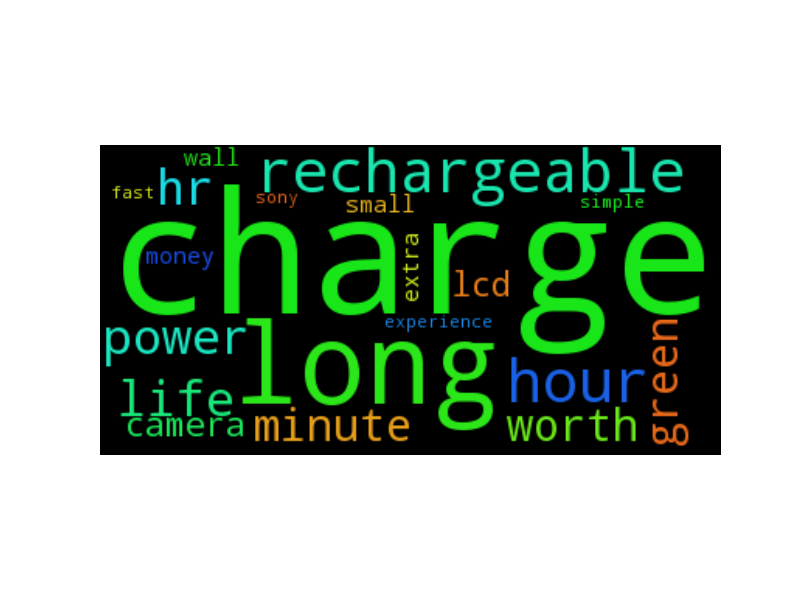 wall
rechargeable
fast
hr
sony
small
simple
charge
money
extra
lcd
experience
power
long
hour
green
life
camera
minute
worth